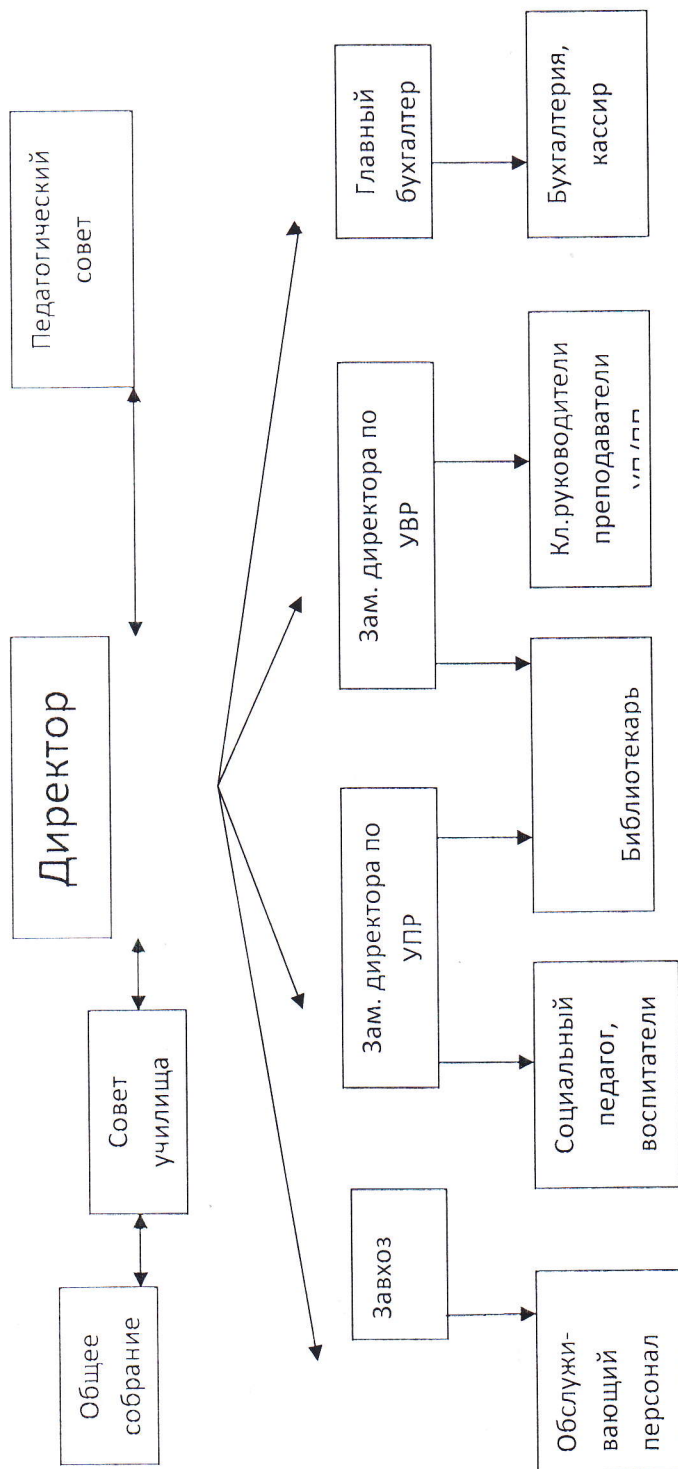 Общее
собрание
Совет
училища
Директор
Педагогический
совет
Завхоз
Зам. директора по
УПР
Зам. директора по
УВР
Главный
бухгалтер
Обслужи-
вающий
персонал
Социальный
педагог,
воспитатели
Библиотекарь
Кл.руководители
преподаватели
Бухгалтерия,
кассир